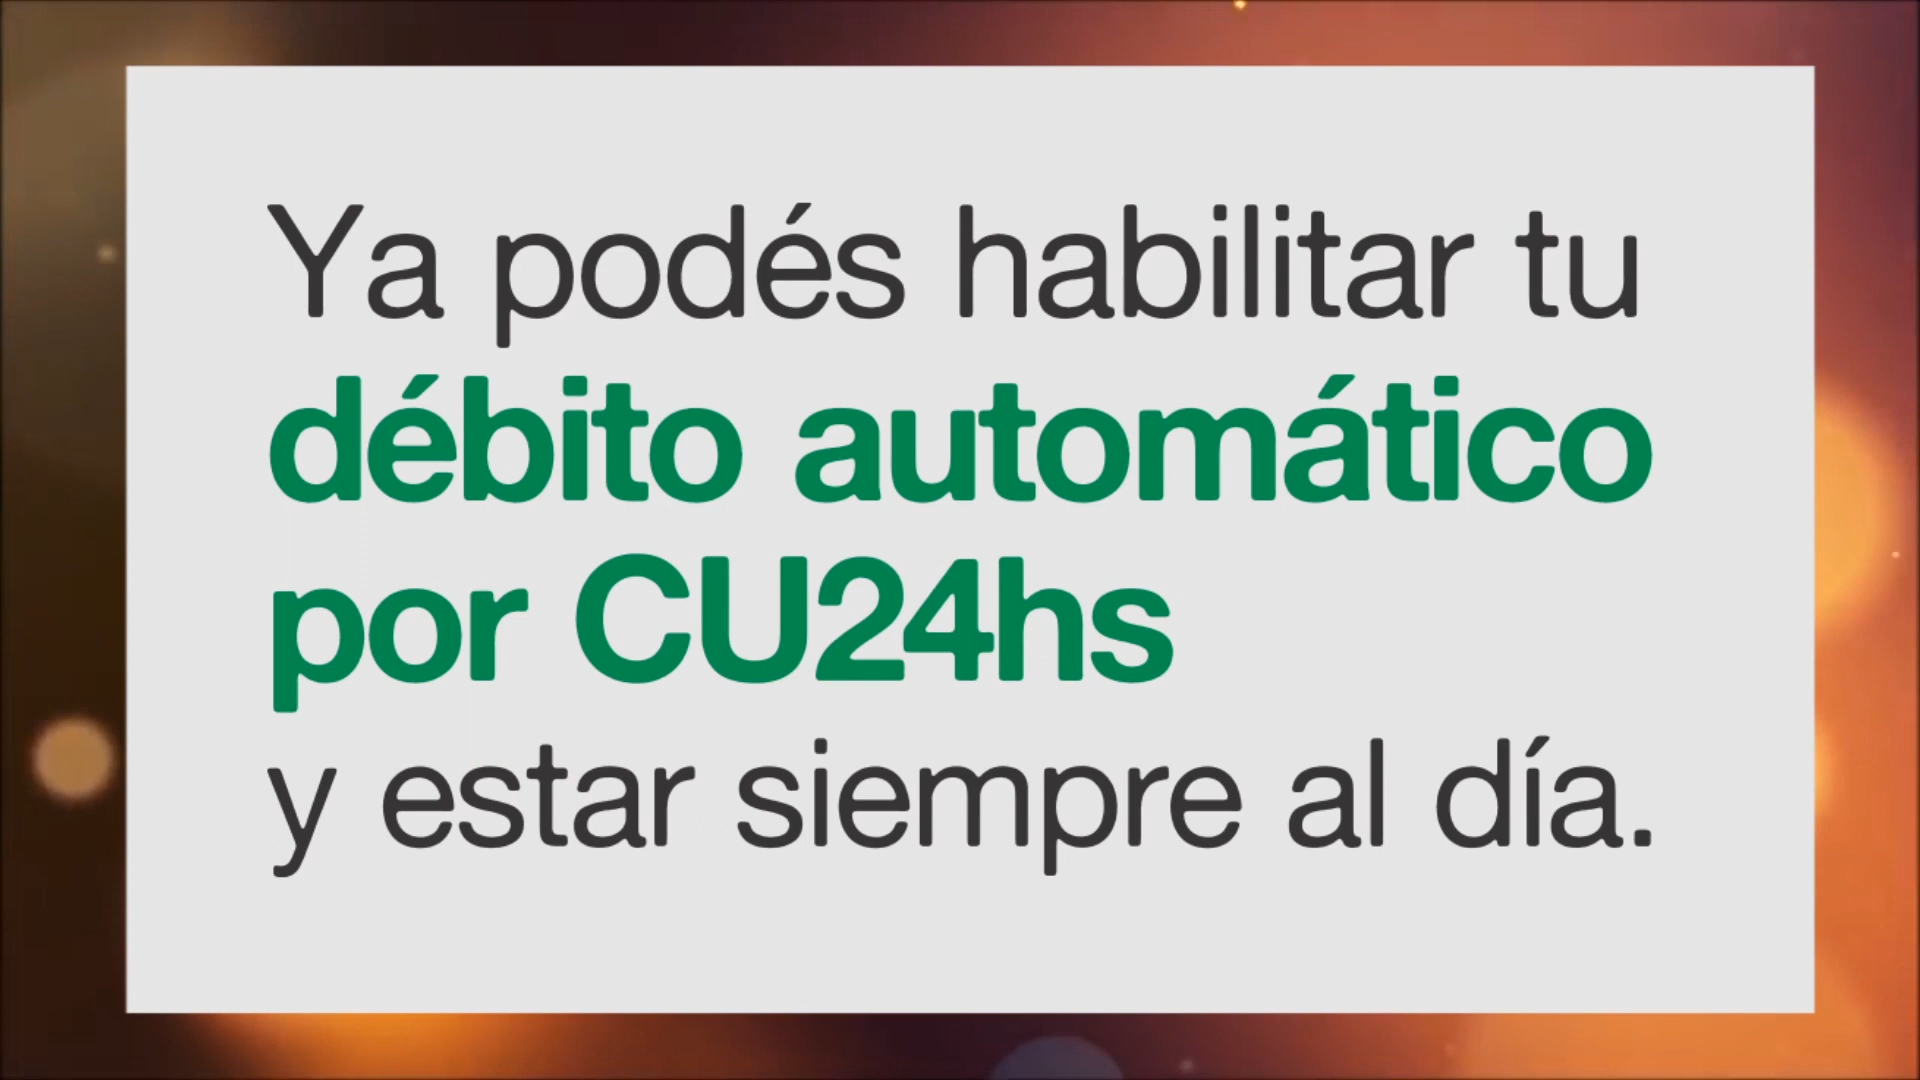 Ya podés habilitar tu
débito automático
por CU24hs
y estar siempre al día.